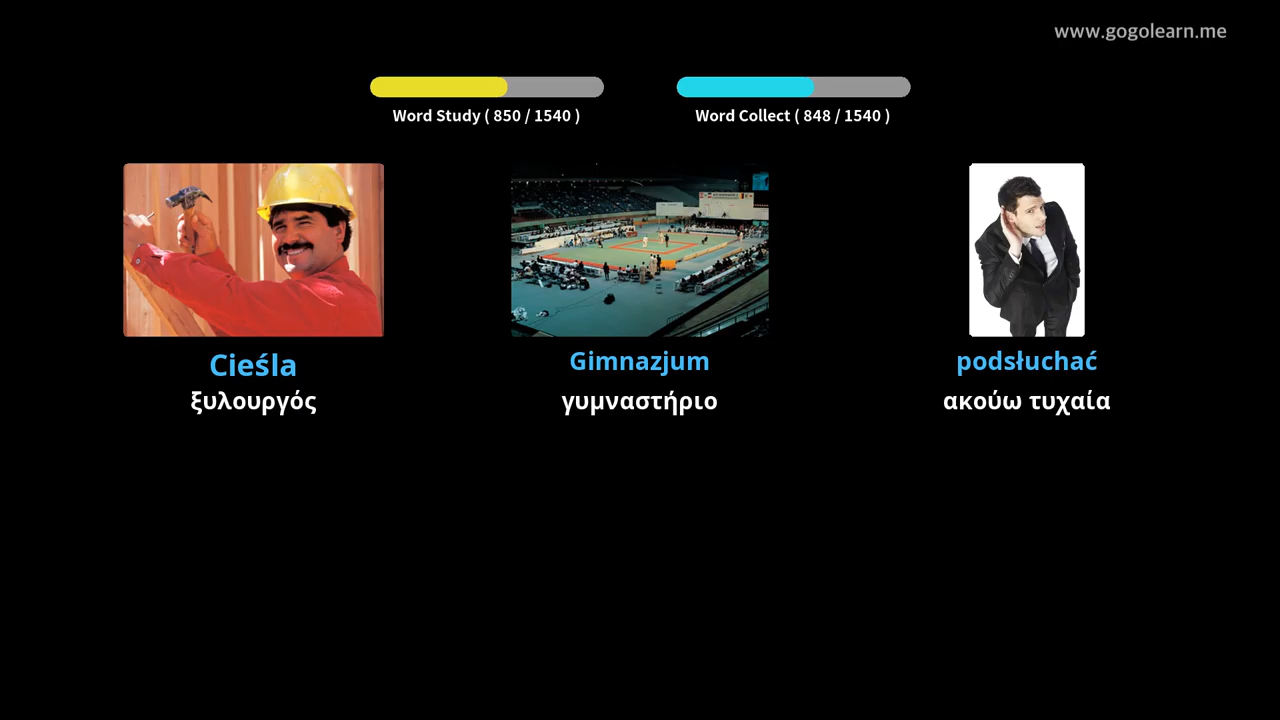 www.gogolearn.me
Word Study ( 850 / 1540 )
Word Collect ( 848 / 1540 )
Cieśla
ξυλουργός
Gimnazjum
γυμναστήριο
podsłuchać
ακούω τυχαία